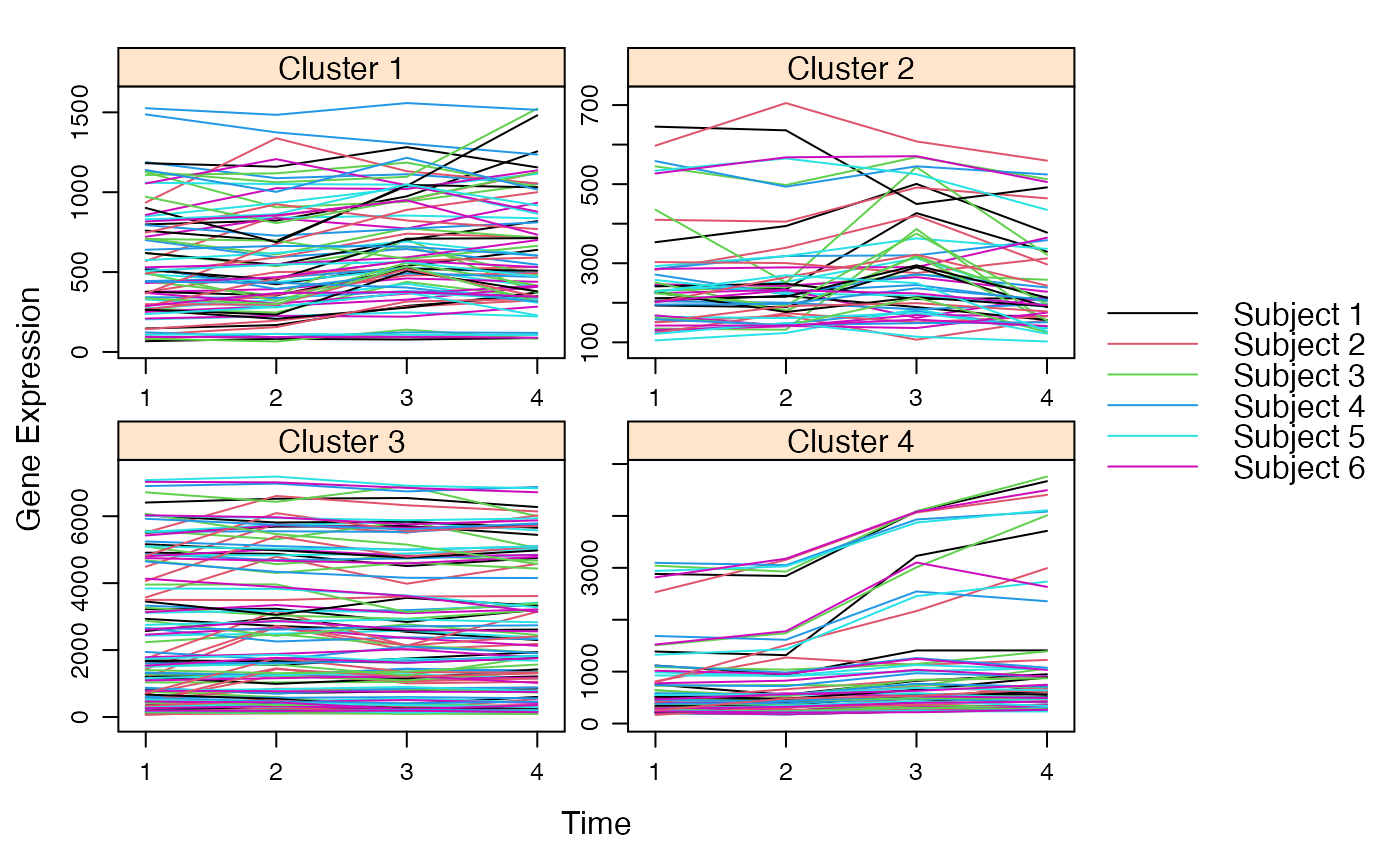 Gene Expression
Cluster 1
1500
1000
500
0
1 2 3 4
Cluster 2
700
500
300
100
1 2 3 4
Cluster 3
6000
4000
2000
0
1 2 3 4
Cluster 4
3000
1000
0
1 2 3 4
Time
Subject 1
Subject 2
Subject 3
Subject 4
Subject 5
Subject 6